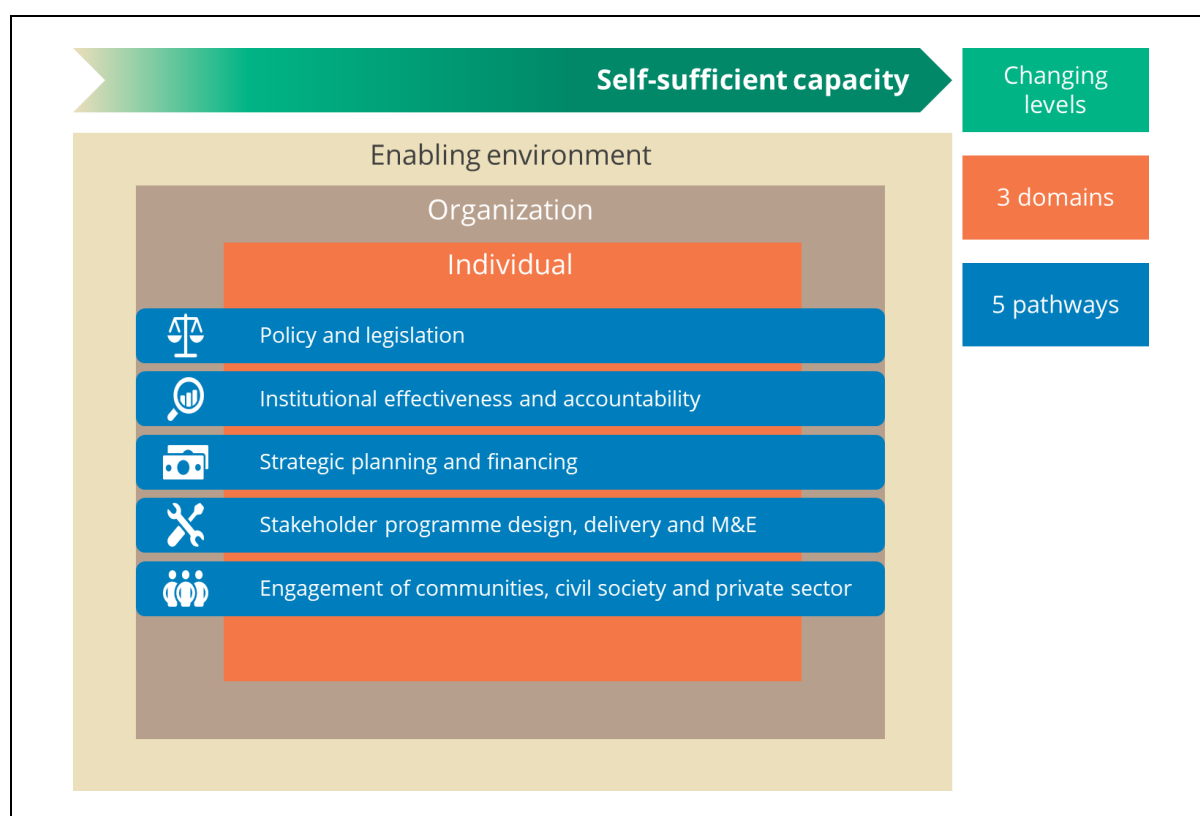 Self-sufficient capacity
Changing
levels
Enabling environment
3 domains
Organization
Individual
5 pathways
Policy and legislation
Institutional effectiveness and accountability
Strategic planning and financing
Stakeholder programme design, delivery and M&E
Engagement of communities, civil society and private sector